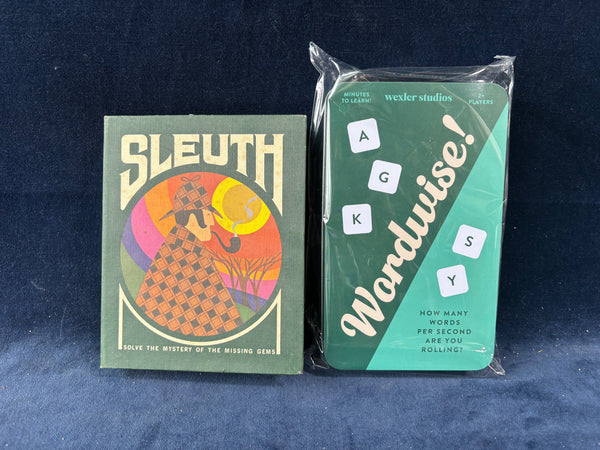 SLEUTH
SOLVE THE MYSTERY OF THE MISSING GEMS
MINUTES
TO LEARN!
wexler studios
2+
PLAYERS
A
G
K
S
Y
Wordwise!
HOW MANY
WORDS
PER SECOND
ARE YOU
ROLLING?